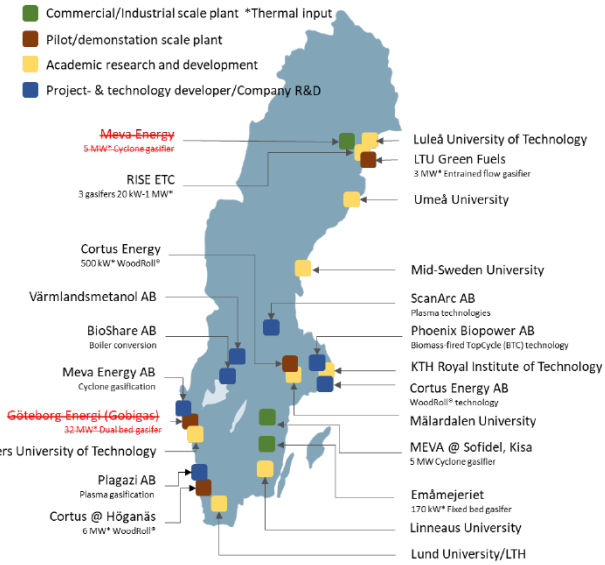 Commercial/Industrial scale plant *Thermal input
Pilot/demonstation scale plant
Academic research and development
Project- & technology developer/Company R&D
Meva Energy
5 MW* Cyclone gasifier
RISE ETC
3 gasifers 20 kW-1 MW*
Cortus Energy
500 kW* WoodRoll®
Värmlandsmetanol AB
BioShare AB
Boiler conversion
Meva Energy AB
Cyclone gasification
Göteborg Energi (Gobigas)
32 MW* Dual bed gasifer
ers University of Technology
Plagazi AB
Plasma gasification
Cortus @ Höganäs
6 MW* WoodRoll®
Luleå University of Technology
LTU Green Fuels
3 MW* Entrained flow gasifier
Umeå University
Mid-Sweden University
ScanArc AB
Plasma technologies
Phoenix Biopower AB
Biomass-fired TopCycle (BTC) technology
KTH Royal Institute of Technology
Cortus Energy AB
WoodRoll® technology
Mälardalen University
MEVA @ Sofidel, Kisa
5 MW Cyclone gasifier
Emåmejeriet
170 kW* Fixed bed gasifer
Linneaus University
Lund University/LTH